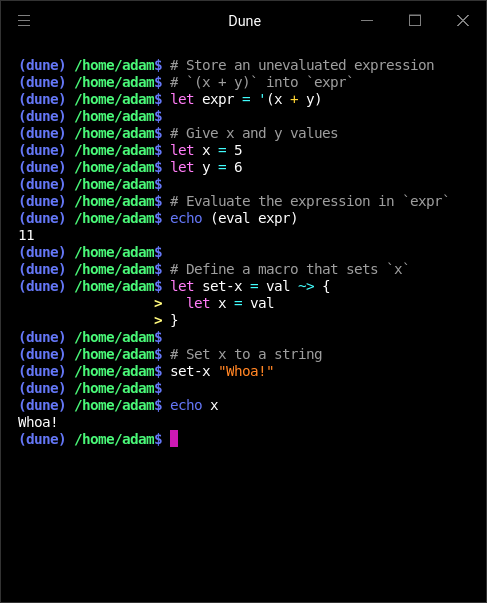 Dune
(dune) /home/adam$ # Store an unevaluated expression
(dune) /home/adam$ # `(x + y)` into `expr`
(dune) /home/adam$ let expr = '(x + y)
(dune) /home/adam$
(dune) /home/adam$ # Give x and y values
(dune) /home/adam$ let x = 5
(dune) /home/adam$ let y = 6
(dune) /home/adam$
(dune) /home/adam$ # Evaluate the expression in `expr`
(dune) /home/adam$ echo (eval expr)
11
(dune) /home/adam$
(dune) /home/adam$ # Define a macro that sets `x`
(dune) /home/adam$ let set-x = val ~> {
>   let x = val
> }
(dune) /home/adam$
(dune) /home/adam$ # Set x to a string
(dune) /home/adam$ set-x "Whoa!"
(dune) /home/adam$
(dune) /home/adam$ echo x
Whoa!
(dune) /home/adam$